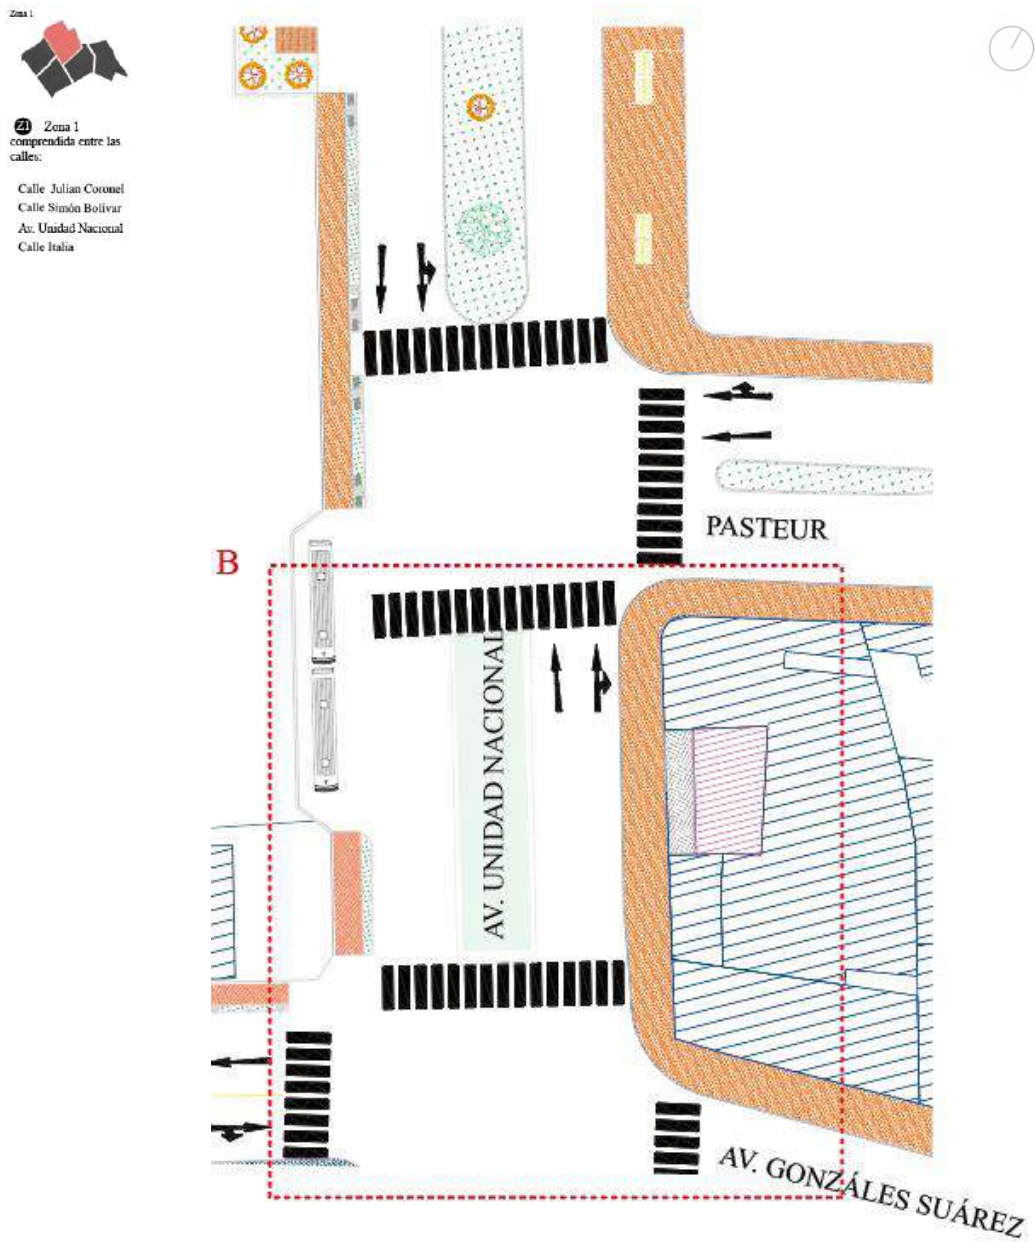 Zona 1
Z1 Zona 1
comprendida entre las
calles:
Calle Julian Coronel
Calle Simón Bolívar
Av. Unidad Nacional
Calle Italia
PASTEUR
B
AV. UNIDAD NACIONAL
AV. GONZÁLES SUÁREZ